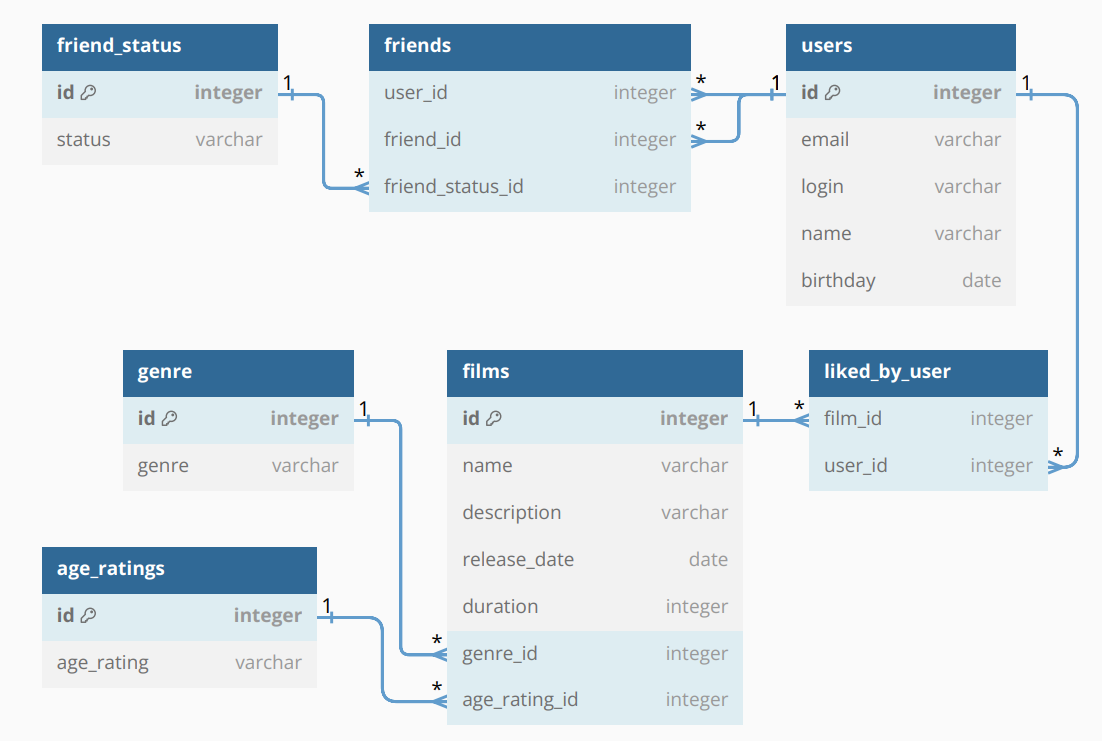 friend_status
id integer
status varchar
friends
user_id integer
friend_id integer
friend_status_id integer
users
id integer
email varchar
login varchar
name varchar
birthday date
1
*
*
*
1
1
genre
id integer
genre varchar
films
id integer
name varchar
description varchar
release_date date
duration integer
genre_id integer
age_rating_id integer
liked_by_user
film_id integer
user_id integer
1
1
*
*
age_ratings
id integer
age_rating varchar
1
*
*